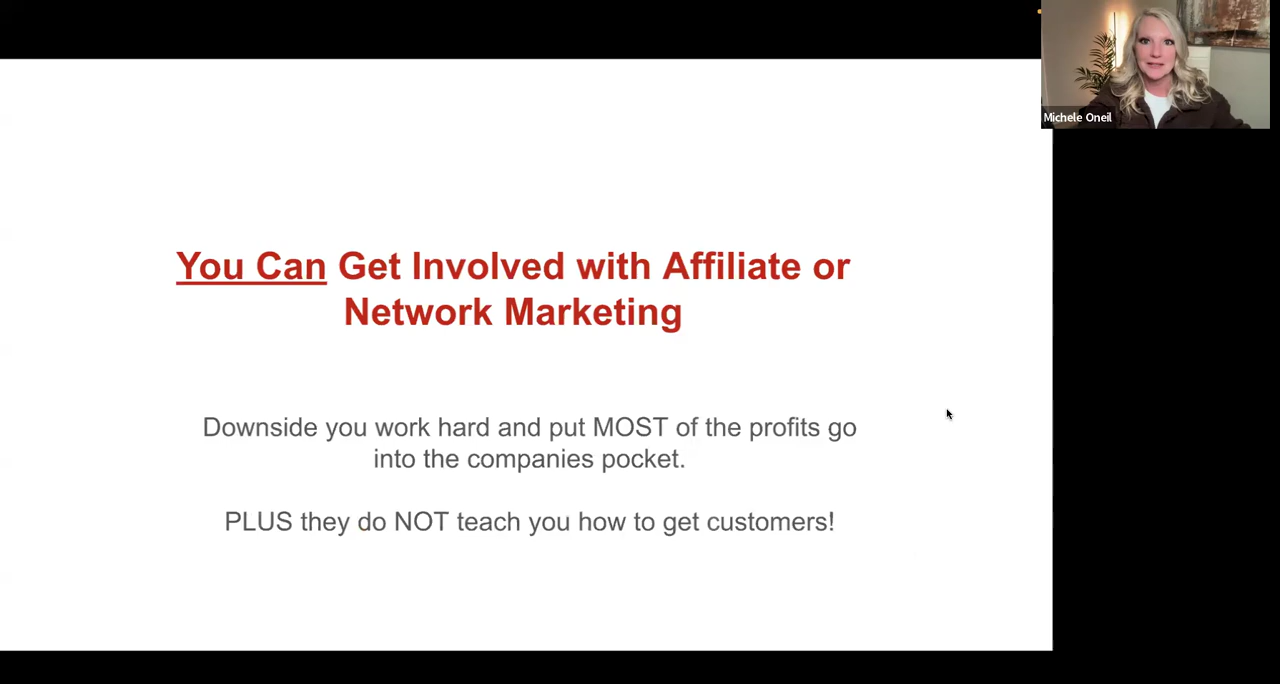 Michele Oneil
You Can Get Involved with Affiliate or
Network Marketing
Downside you work hard and put MOST of the profits go
into the companies pocket.
PLUS they do NOT teach you how to get customers!